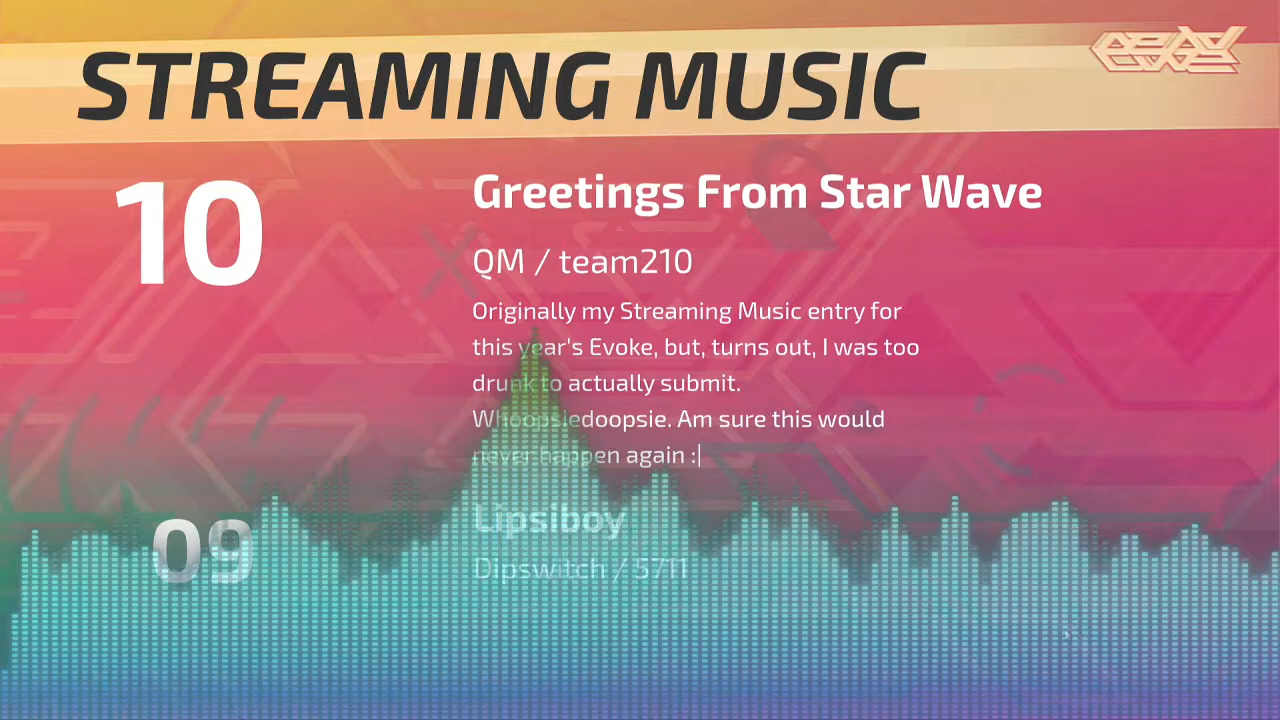 STREAMING MUSIC
10
Greetings From Star Wave
QM / team210
Originally my Streaming Music entry for
this year's Evoke, but, turns out, I was too
drunk to actually submit.
Whoopsiedoopsie. Am sure this would
never happen again :|
09
Lipsiboy
Dipswitch / 5711